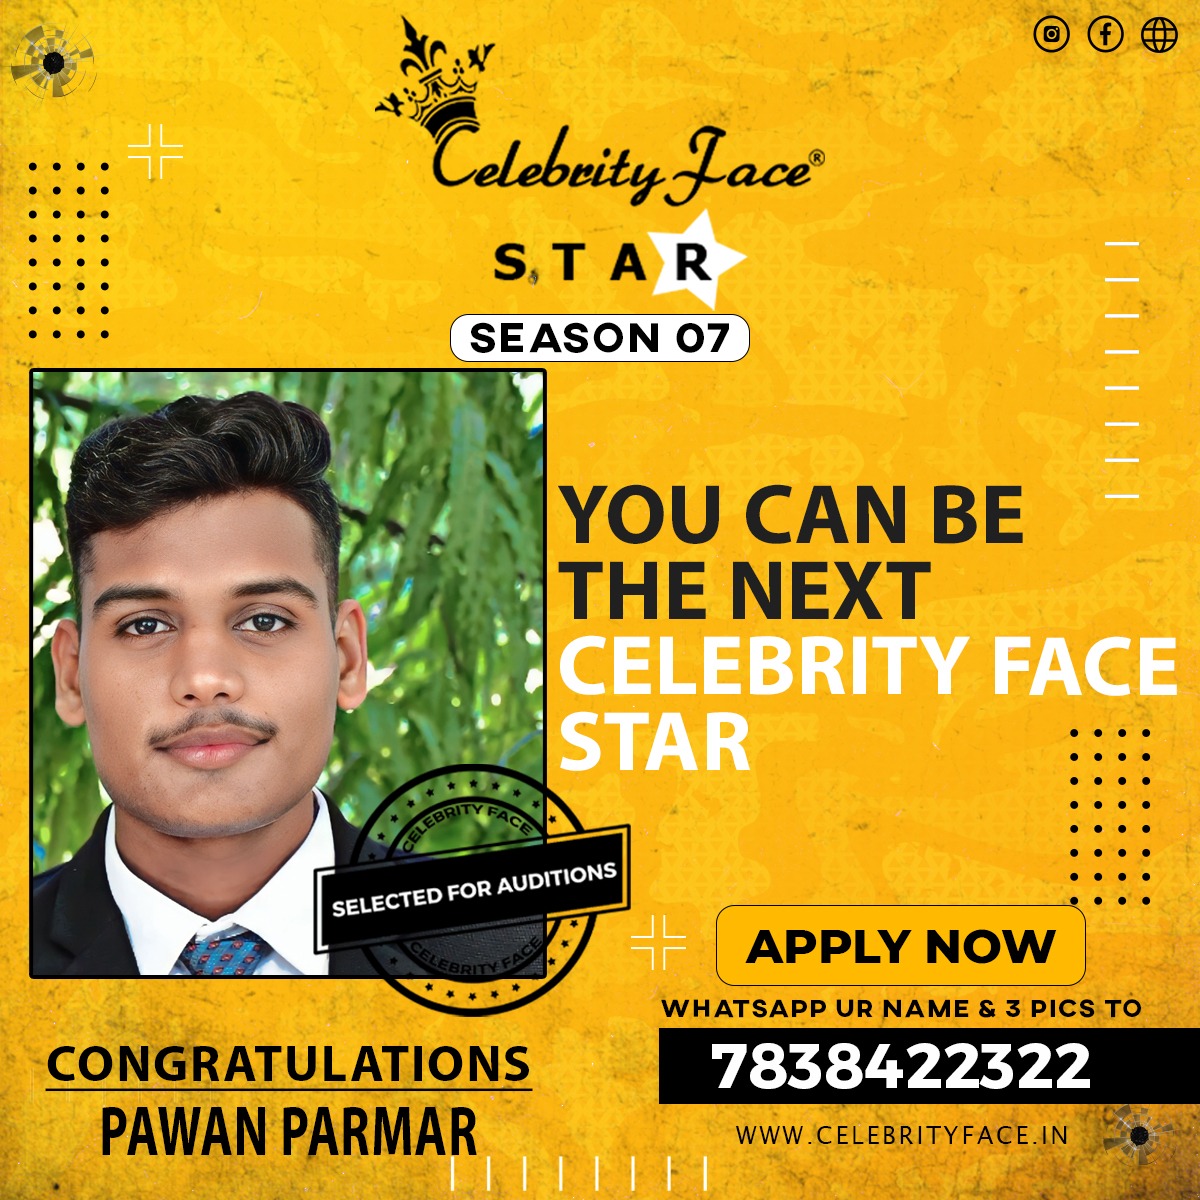 Celebrity Face®
STAR
SEASON 07
YOU CAN BE
THE NEXT
CELEBRITY FACE
STAR
CELEBRITY FACE
SELECTED FOR AUDITIONS
CELEBRITY FACE
APPLY NOW
WHATSAPP UR NAME & 3 PICS TO
7838422322
WWW.CELEBRITYFACE.IN
CONGRATULATIONS
PAWAN PARMAR